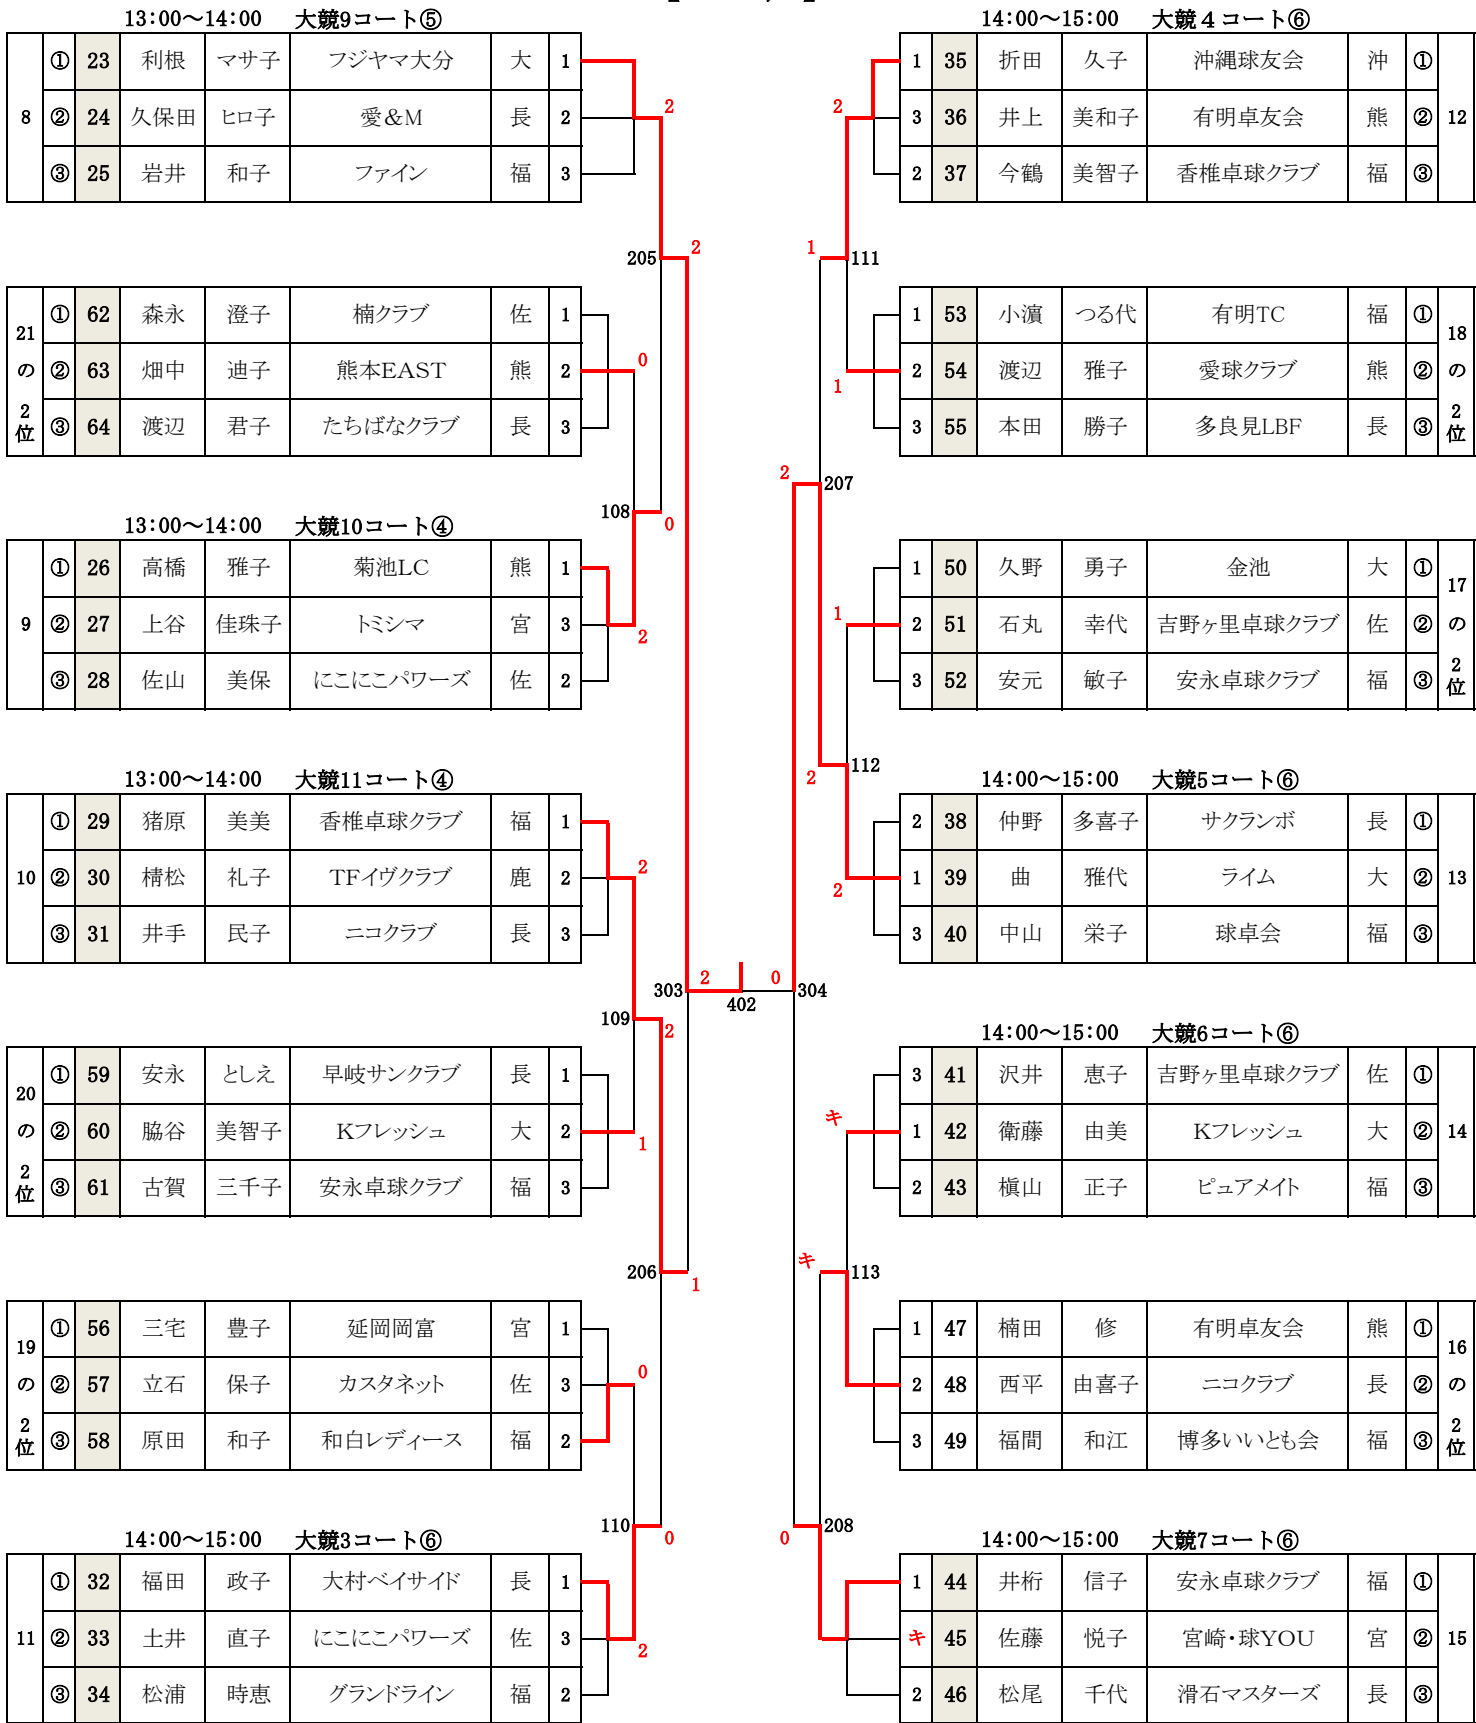 13:00～14:00 大競9コート⑤
8 ① 23 利根 マサ子 フジヤマ大分 大 1
② 24 久保田 ヒロ子 愛&M 長 2
③ 25 岩井 和子 ファイン 福 3
2
205 2
21の2位 ① 62 森永 澄子 楠クラブ 佐 1
② 63 畑中 迪子 熊本EAST 熊 2
③ 64 渡辺 君子 たちばなクラブ 長 3
0
108 0
13:00～14:00 大競10コート④
9 ① 26 高橋 雅子 菊池LC 熊 1
② 27 上谷 佳珠子 トミシマ 宮 3
③ 28 佐山 美保 にこにこパワーズ 佐 2
2
13:00～14:00 大競11コート④
10 ① 29 猪原 美美 香椎卓球クラブ 福 1
② 30 楕松 礼子 TFイヴクラブ 鹿 2
③ 31 井手 民子 ニコクラブ 長 3
2
303 2 402 0 304
109 2
20の2位 ① 59 安永 としえ 早岐サンクラブ 長 1
② 60 脇谷 美智子 Kフレッシュ 大 2
③ 61 古賀 三千子 安永卓球クラブ 福 3
1
206 1
19の2位 ① 56 三宅 豊子 延岡岡富 宮 1
② 57 立石 保子 カスタネット 佐 3
③ 58 原田 和子 和白レディース 福 2
0
110 0
14:00～15:00 大競3コート⑥
11 ① 32 福田 政子 大村ベイサイド 長 1
② 33 土井 直子 にこにこパワーズ 佐 3
③ 34 松浦 時恵 グランドライン 福 2
2
14:00～15:00 大競４コート⑥
1 35 折田 久子 沖縄球友会 沖 ① 12
3 36 井上 美和子 有明卓友会 熊 ②
2 37 今鶴 美智子 香椎卓球クラブ 福 ③
2
1 111
1 53 小濵 つる代 有明TC 福 ① 18の2位
2 54 渡辺 雅子 愛球クラブ 熊 ②
3 55 本田 勝子 多良見LBF 長 ③
1
2 207
1 50 久野 勇子 金池 大 ① 17の2位
2 51 石丸 幸代 吉野ヶ里卓球クラブ 佐 ②
3 52 安元 敏子 安永卓球クラブ 福 ③
1
2 112
14:00～15:00 大競5コート⑥
2 38 仲野 多喜子 サクランボ 長 ① 13
1 39 曲 雅代 ライム 大 ②
3 40 中山 栄子 球卓会 福 ③
2
14:00～15:00 大競6コート⑥
3 41 沢井 恵子 吉野ヶ里卓球クラブ 佐 ① 14
1 42 衛藤 由美 Kフレッシュ 大 ②
2 43 槇山 正子 ピュアメイト 福 ③
キ
キ 113
1 47 楠田 修 有明卓友会 熊 ① 16の2位
2 48 西平 由喜子 ニコクラブ 長 ②
3 49 福間 和江 博多いいとも会 福 ③
0 208
14:00～15:00 大競7コート⑥
1 44 井桁 信子 安永卓球クラブ 福 ① 15
キ 45 佐藤 悦子 宮崎・球YOU 宮 ②
2 46 松尾 千代 滑石マスターズ 長 ③